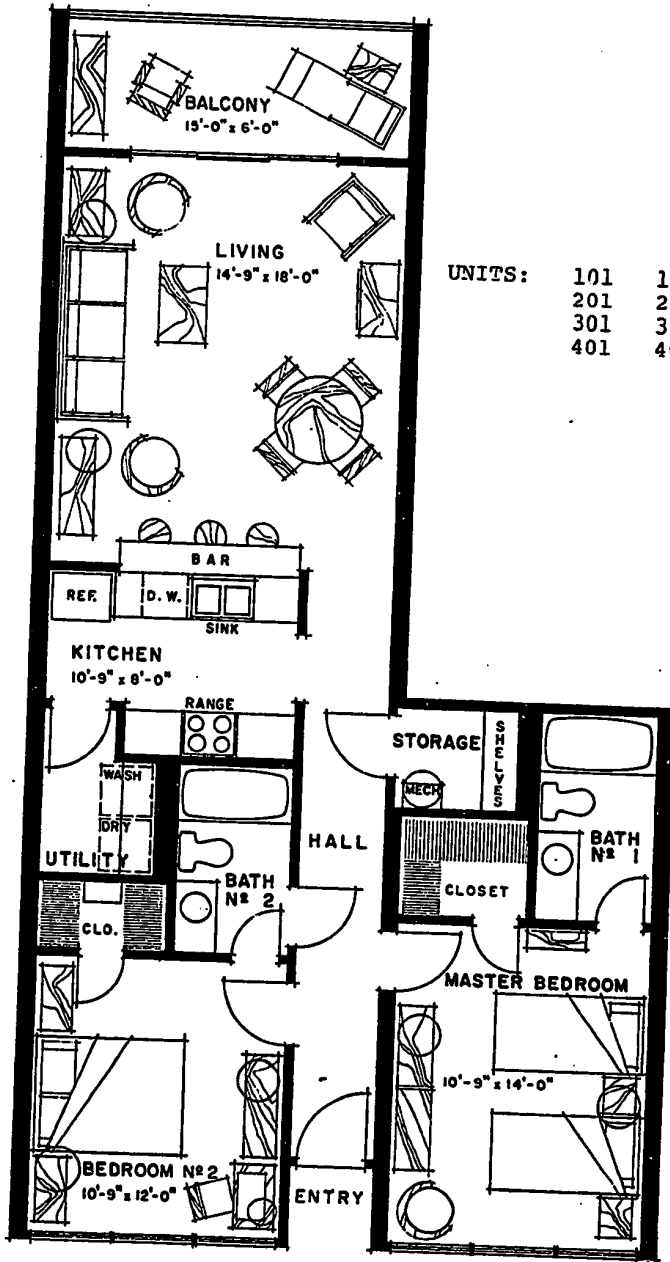 BALCONY
15'-0" x 6'-0"
LIVING
14'-9" x 18'-0"
UNITS: 101
201
301
401
BAR
REF.
D.W.
SINK
KITCHEN
10'-9" x 8'-0"
RANGE
STORAGE
SHELVES
MECH
WASH
DRY
UTILITY
HALL
BATH
Nº 1
BATH
Nº 2
CLOSET
CLO.
MASTER BEDROOM
10'-9" x 14'-0"
BEDROOM Nº 2
10'-9" x 12'-0"
ENTRY